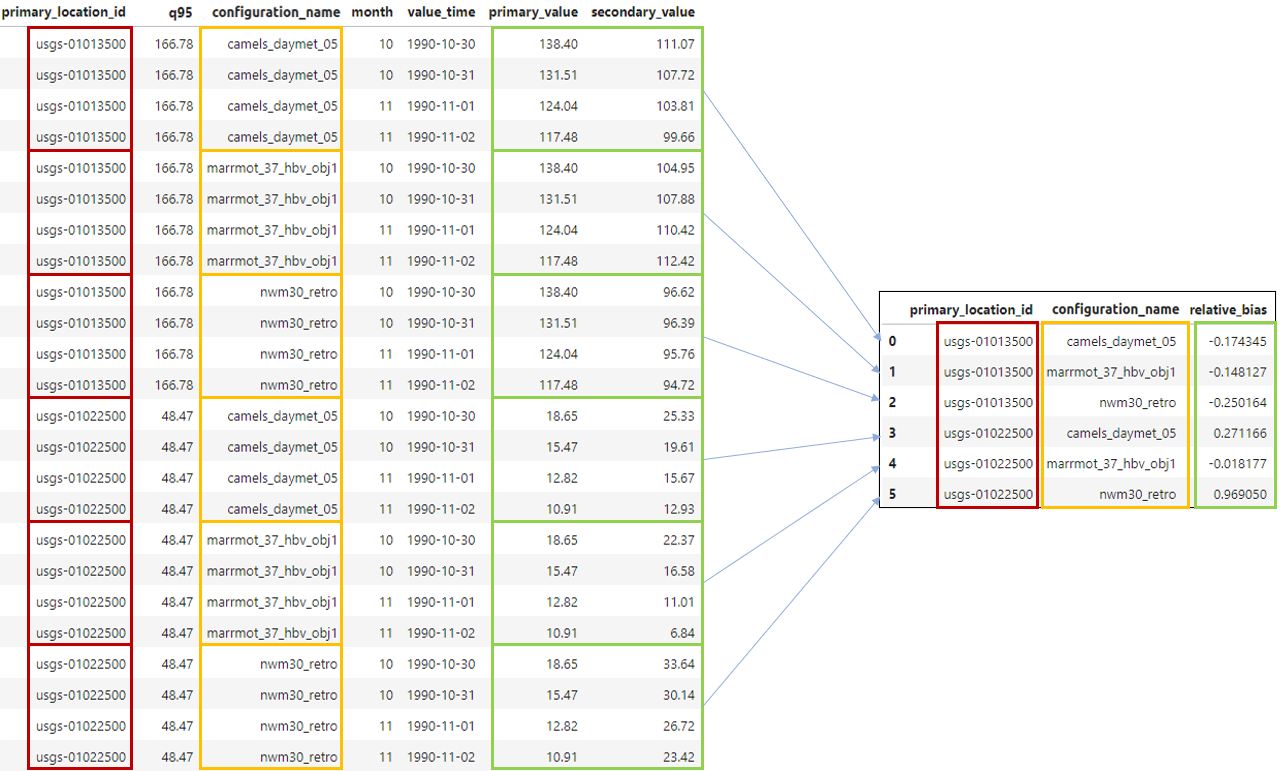 primary_location_id q95 configuration_name month value_time primary_value secondary_value
usgs-01013500 166.78 camels_daymet_05 10 1990-10-30 138.40 111.07
usgs-01013500 166.78 camels_daymet_05 10 1990-10-31 131.51 107.72
usgs-01013500 166.78 camels_daymet_05 11 1990-11-01 124.04 103.81
usgs-01013500 166.78 camels_daymet_05 11 1990-11-02 117.48 99.66
usgs-01013500 166.78 marrmot_37_hbv_obj1 10 1990-10-30 138.40 104.95
usgs-01013500 166.78 marrmot_37_hbv_obj1 10 1990-10-31 131.51 107.88
usgs-01013500 166.78 marrmot_37_hbv_obj1 11 1990-11-01 124.04 110.42
usgs-01013500 166.78 marrmot_37_hbv_obj1 11 1990-11-02 117.48 112.42
usgs-01013500 166.78 nwm30_retro 10 1990-10-30 138.40 96.62
usgs-01013500 166.78 nwm30_retro 10 1990-10-31 131.51 96.39
usgs-01013500 166.78 nwm30_retro 11 1990-11-01 124.04 95.76
usgs-01013500 166.78 nwm30_retro 11 1990-11-02 117.48 94.72
usgs-01022500 48.47 camels_daymet_05 10 1990-10-30 18.65 25.33
usgs-01022500 48.47 camels_daymet_05 10 1990-10-31 15.47 19.61
usgs-01022500 48.47 camels_daymet_05 11 1990-11-01 12.82 15.67
usgs-01022500 48.47 camels_daymet_05 11 1990-11-02 10.91 12.93
usgs-01022500 48.47 marrmot_37_hbv_obj1 10 1990-10-30 18.65 22.37
usgs-01022500 48.47 marrmot_37_hbv_obj1 10 1990-10-31 15.47 16.58
usgs-01022500 48.47 marrmot_37_hbv_obj1 11 1990-11-01 12.82 11.01
usgs-01022500 48.47 marrmot_37_hbv_obj1 11 1990-11-02 10.91 6.84
usgs-01022500 48.47 nwm30_retro 10 1990-10-30 18.65 33.64
usgs-01022500 48.47 nwm30_retro 10 1990-10-31 15.47 30.14
usgs-01022500 48.47 nwm30_retro 11 1990-11-01 12.82 26.72
usgs-01022500 48.47 nwm30_retro 11 1990-11-02 10.91 23.42
primary_location_id configuration_name relative_bias
0 usgs-01013500 camels_daymet_05 -0.174345
1 usgs-01013500 marrmot_37_hbv_obj1 -0.148127
2 usgs-01013500 nwm30_retro -0.250164
3 usgs-01022500 camels_daymet_05 0.271166
4 usgs-01022500 marrmot_37_hbv_obj1 -0.018177
5 usgs-01022500 nwm30_retro 0.969050